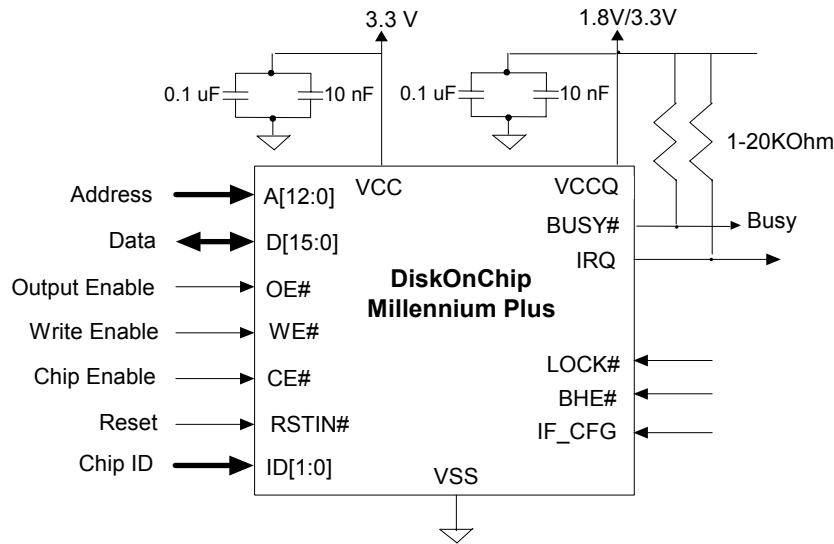 3.3 V
1.8V/3.3V
0.1 uF
10 nF
0.1 uF
10 nF
1-20KOhm
VCC
VCCQ
Address
A[12:0]
BUSY#
Busy
Data
D[15:0]
IRQ
DiskOnChip
Millennium Plus
Output Enable
OE#
Write Enable
WE#
LOCK#
Chip Enable
CE#
BHE#
Reset
RSTIN#
IF_CFG
Chip ID
ID[1:0]
VSS